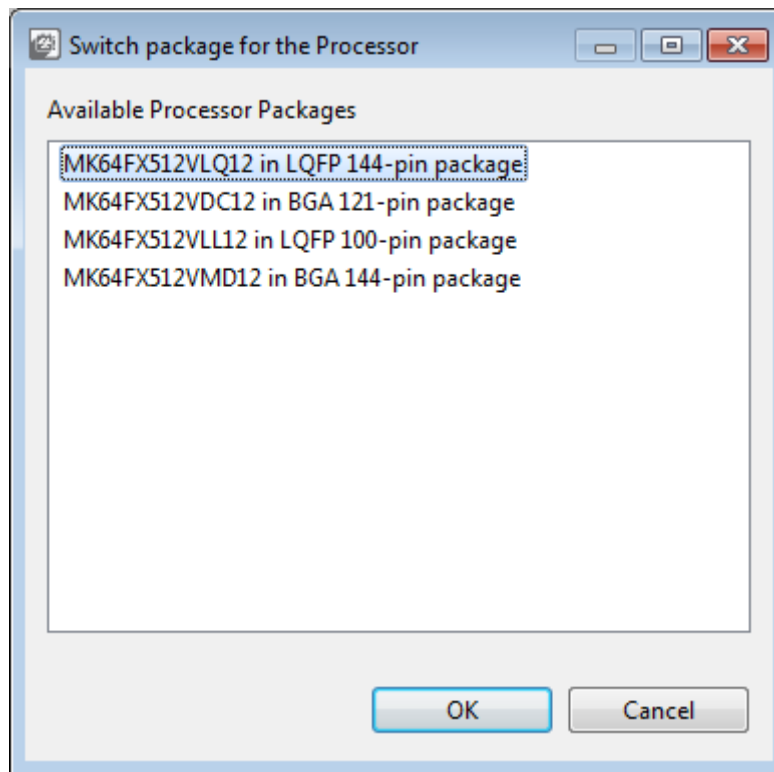 Switch package for the Processor
Available Processor Packages
MK64FX512VLQ12 in LQFP 144-pin package
MK64FX512VDC12 in BGA 121-pin package
MK64FX512VLL12 in LQFP 100-pin package
MK64FX512VMD12 in BGA 144-pin package
OK Cancel